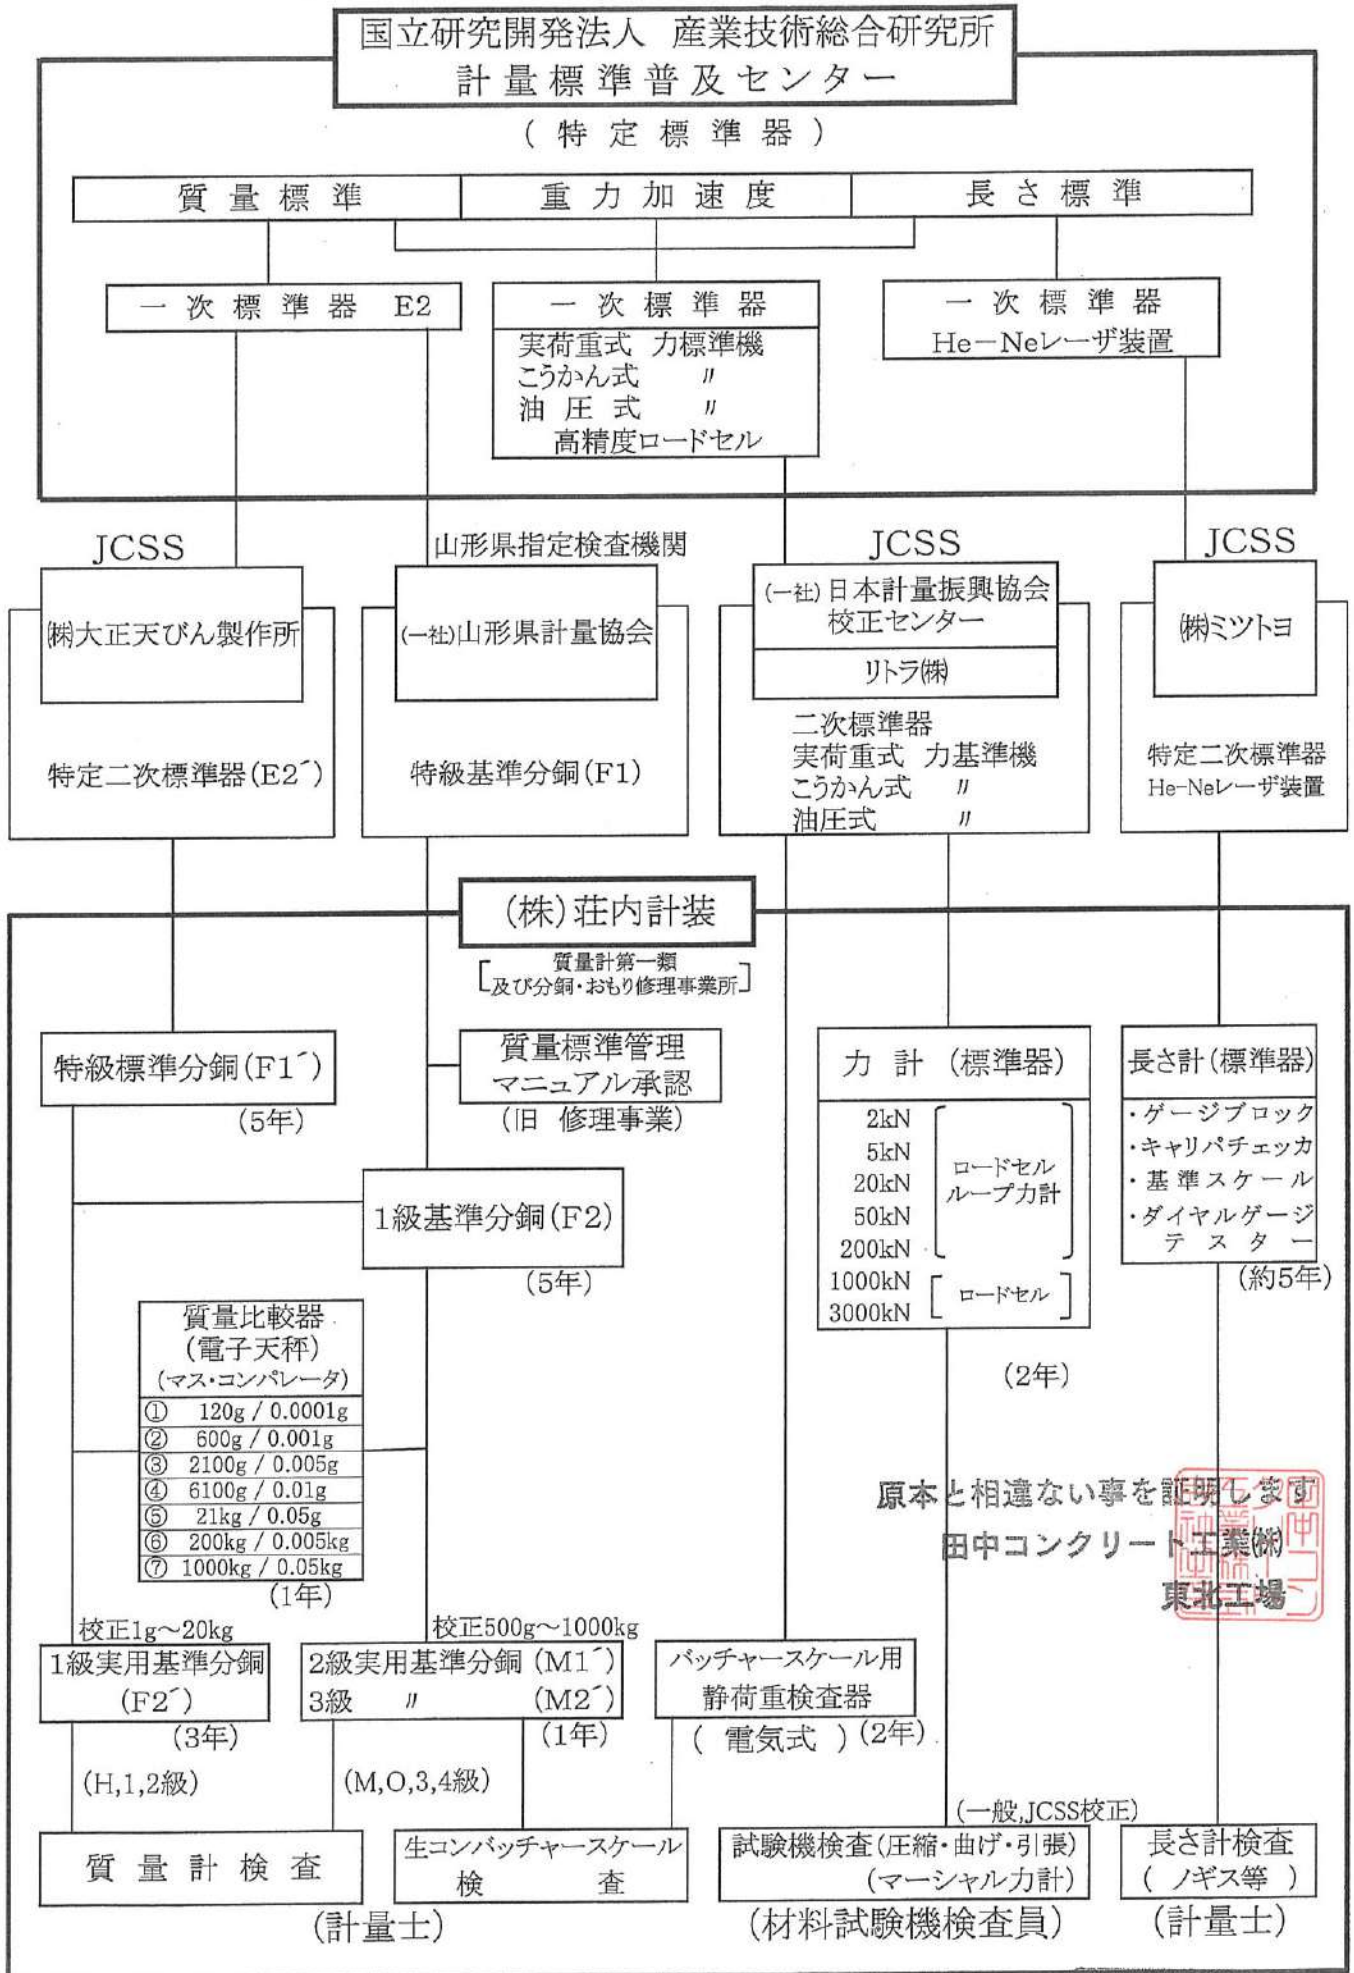 国立研究開発法人 産業技術総合研究所
計量標準普及センター
(特定標準器)
質量標準 重力加速度 長さ標準
一次標準器 E2
一次標準器
実荷重式 力標準機
こうかん式 〃
油圧式 〃
高精度ロードセル
一次標準器
He-Neレーザ装置
JCSS
㈱大正天びん製作所
特定二次標準器(E2´)
山形県指定検査機関
(一社)山形県計量協会
特級基準分銅(F1)
JCSS
(一社)日本計量振興協会
校正センター
リトラ㈱
二次標準器
実荷重式 力基準機
こうかん式 〃
油圧式 〃
JCSS
㈱ミツトヨ
特定二次標準器
He-Neレーザ装置
(株)荘内計装
[質量計第一類
及び分銅・おもり修理事業所]
特級標準分銅(F1´)
(5年)
質量標準管理
マニュアル承認
(旧 修理事業)
1級基準分銅(F2)
(5年)
質量比較器
(電子天秤)
(マス・コンパレータ)
① 120g / 0.0001g
② 600g / 0.001g
③ 2100g / 0.005g
④ 6100g / 0.01g
⑤ 21kg / 0.05g
⑥ 200kg / 0.005kg
⑦ 1000kg / 0.05kg
(1年)
力計 (標準器)
2kN
5kN
20kN
50kN
200kN
ロードセル
ループ力計
1000kN
3000kN
ロードセル
(2年)
長さ計(標準器)
・ゲージブロック
・キャリパチェッカ
・基準スケール
・ダイヤルゲージ
テスター
(約5年)
原本と相違ない事を証明します
田中コンクリート工業㈱
東北工場
校正1g～20kg
1級実用基準分銅
(F2´)
(3年)
校正500g～1000kg
2級実用基準分銅(M1´)
3級 〃 (M2´)
(1年)
バッチャースケール用
静荷重検査器
(電気式) (2年)
(H,1,2級)
(M,O,3,4級)
(一般,JCSS校正)
質量計検査
生コンバッチャースケール
検査
(計量士)
試験機検査(圧縮・曲げ・引張)
(マーシャル力計)
(材料試験機検査員)
長さ計検査
(ノギス等)
(計量士)